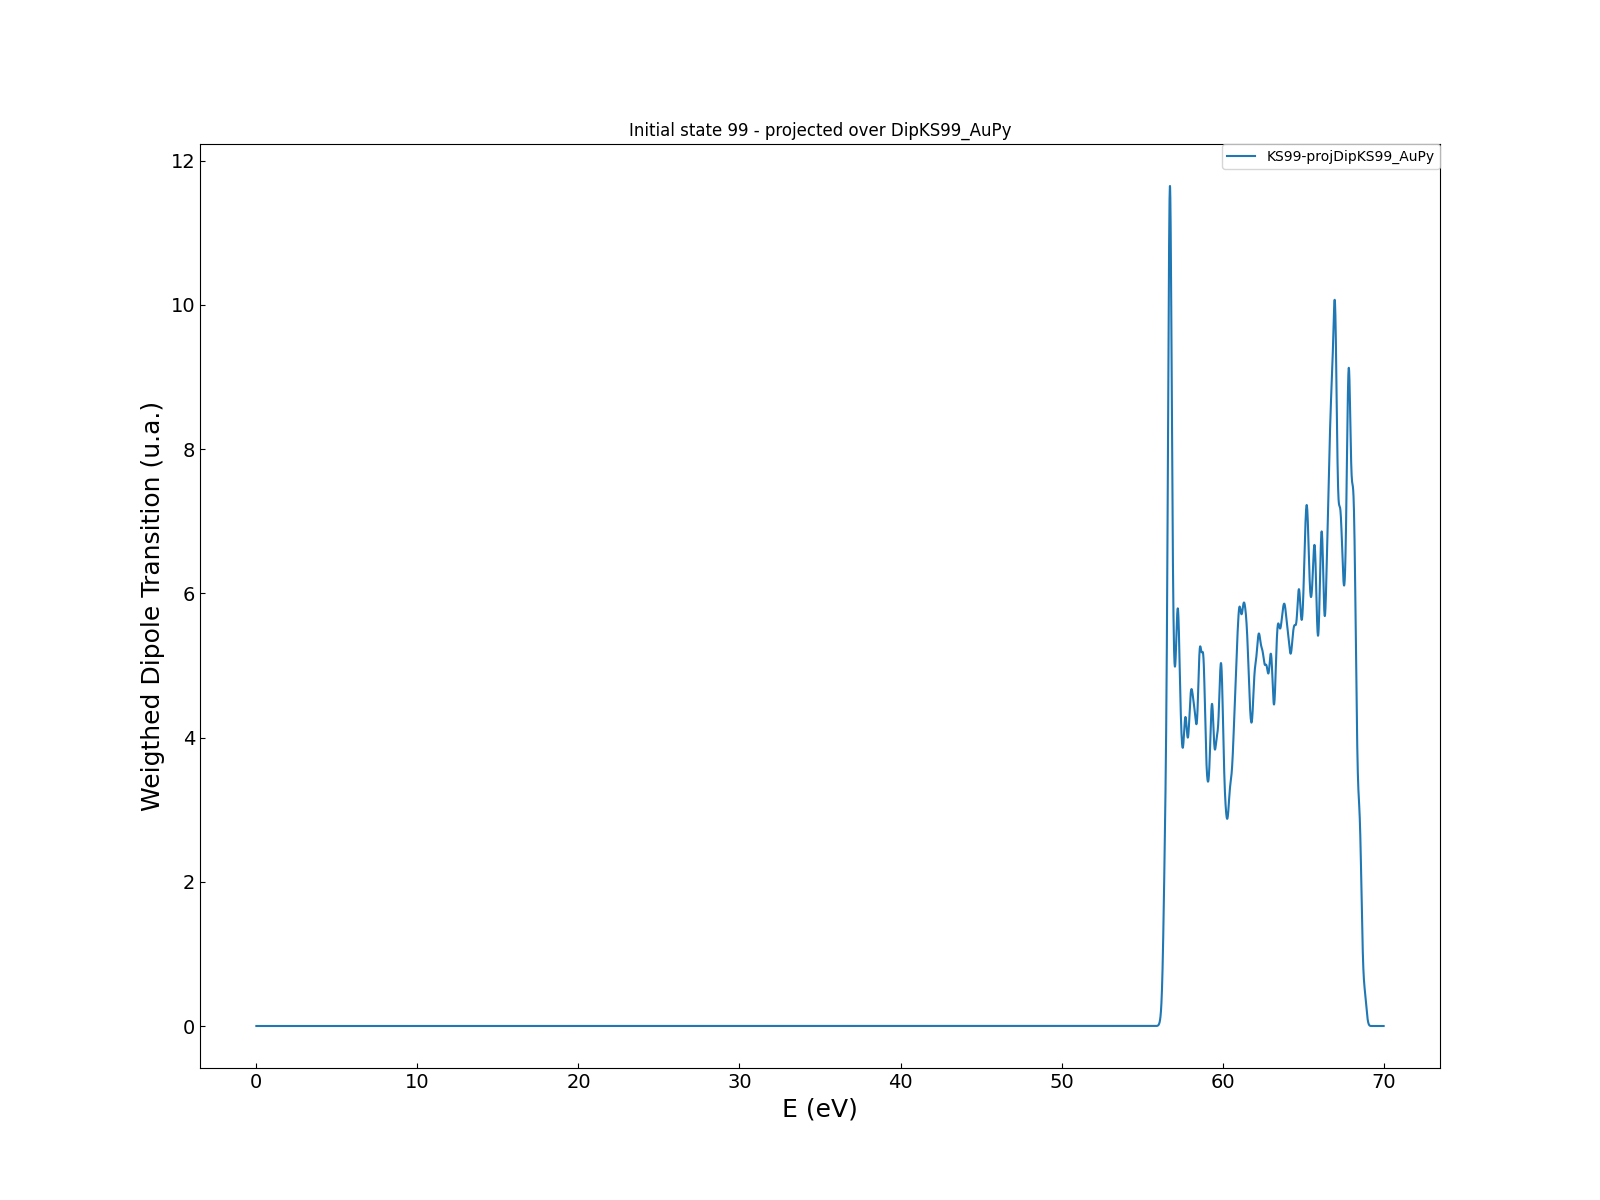 Initial state 99 - projected over DipKS99_AuPy
KS99-projDipKS99_AuPy
12
10
8
6
4
2
0
Weigthed Dipole Transition (u.a.)
0 10 20 30 40 50 60 70
E (eV)